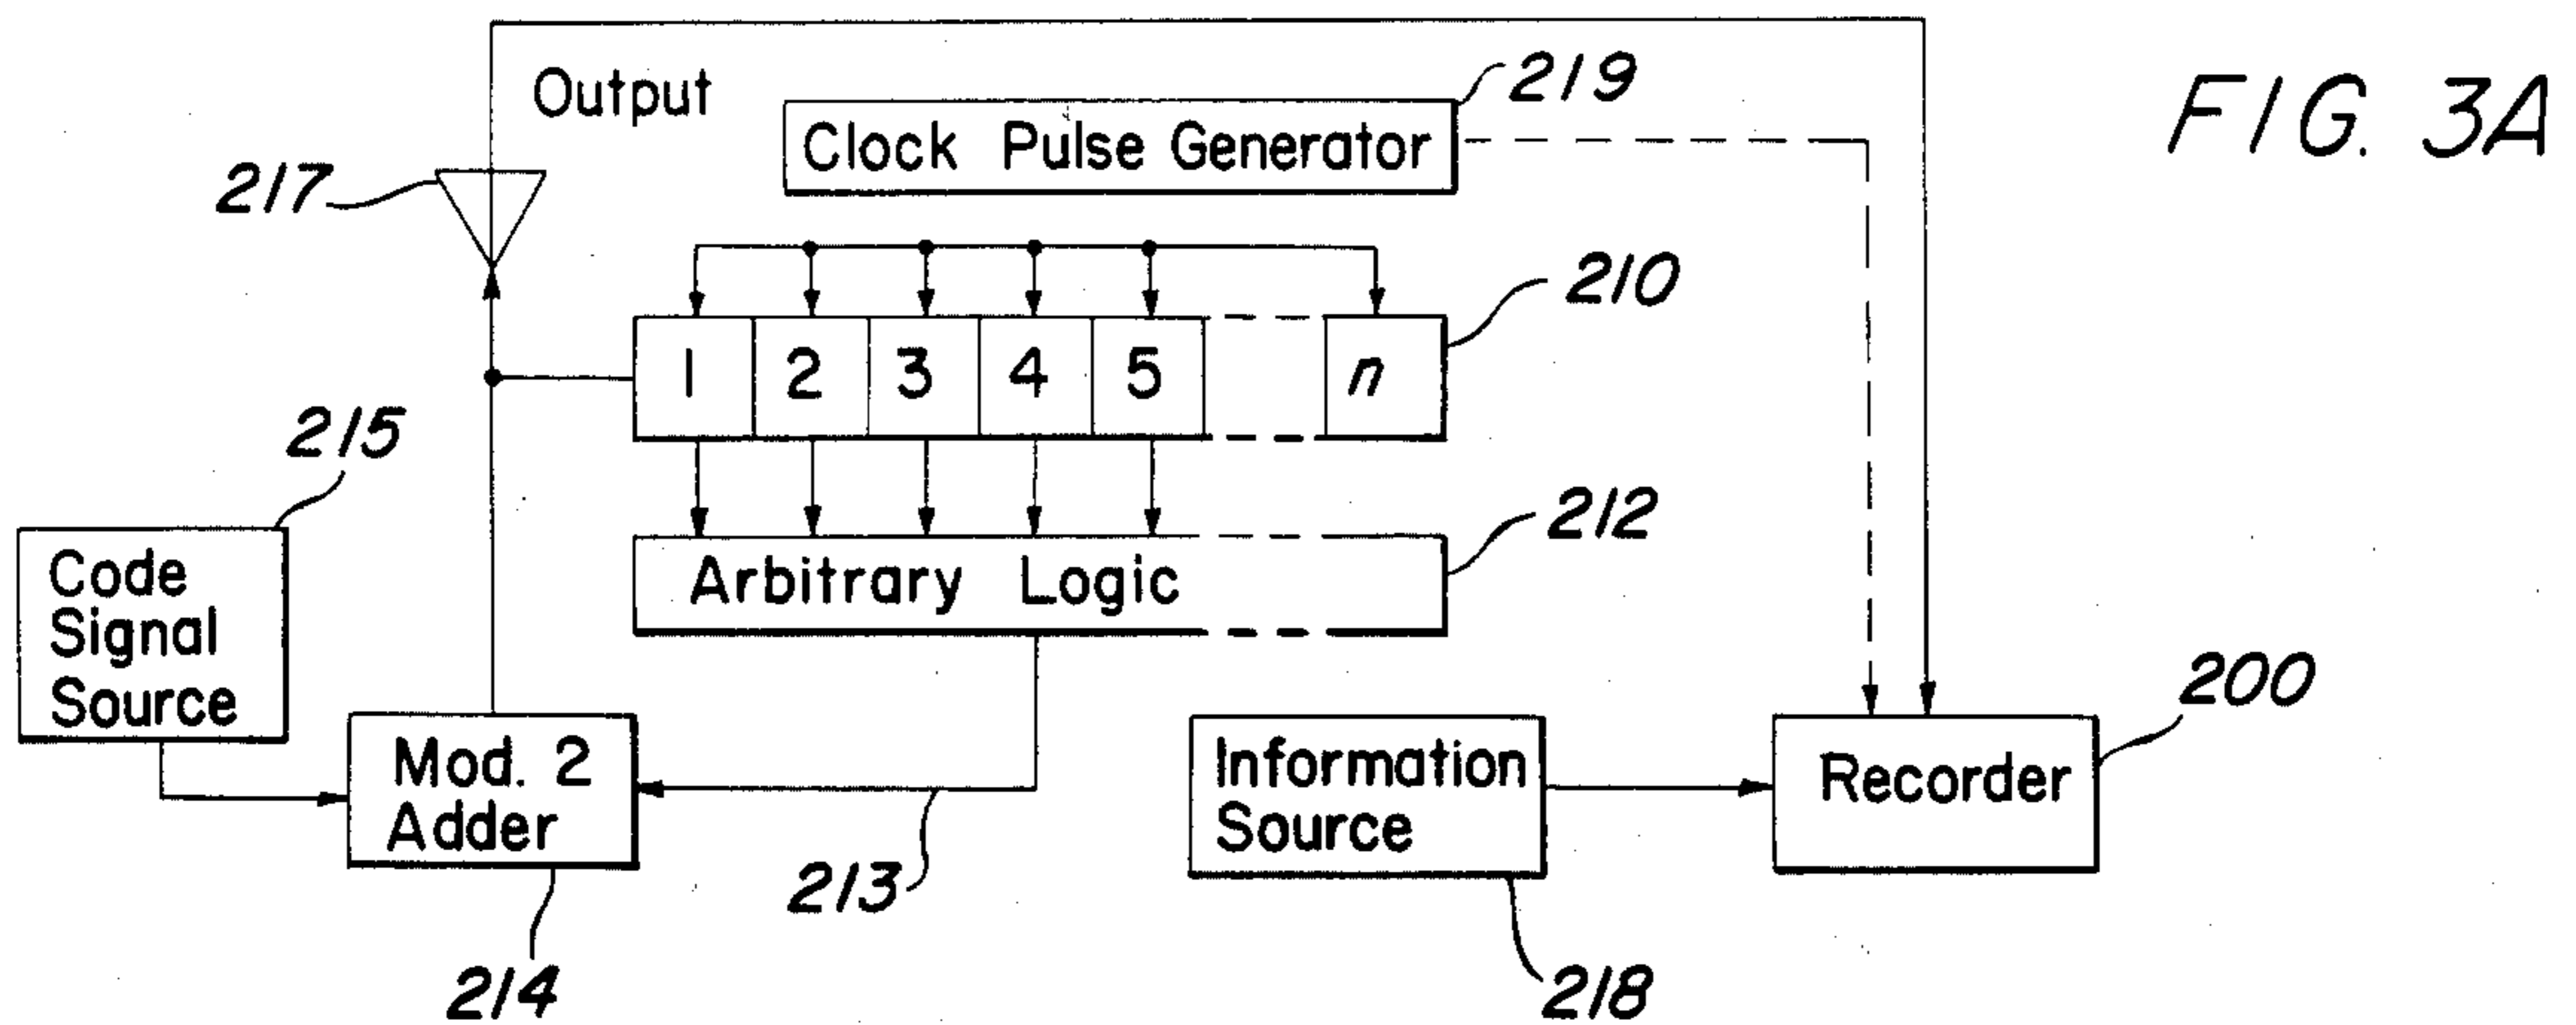 FIG. 3A
Output
219
Clock Pulse Generator
217
210
1 2 3 4 5 n
215
212
Code
Signal
Source
Arbitrary Logic
200
Mod. 2
Adder
Information
Source
Recorder
213
214
218